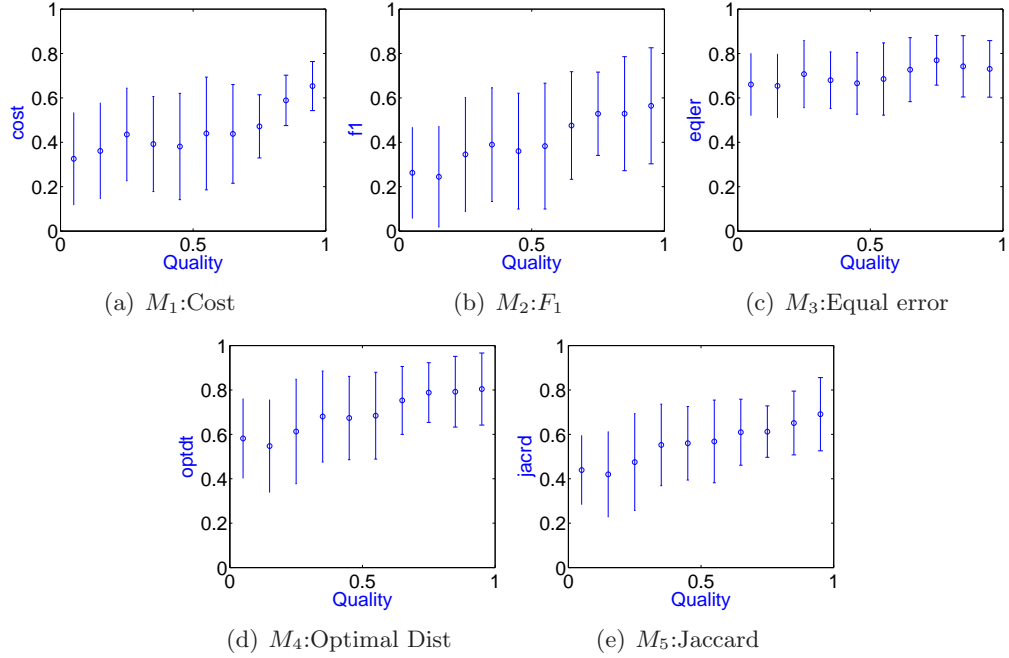 1
0.8
0.6
0.4
0.2
0
cost
0 0.5 1
Quality
(a) M₁:Cost
1
0.8
0.6
0.4
0.2
0
f1
0 0.5 1
Quality
(b) M₂:F₁
1
0.8
0.6
0.4
0.2
0
eqler
0 0.5 1
Quality
(c) M₃:Equal error
1
0.8
0.6
0.4
0.2
0
optdt
0 0.5 1
Quality
(d) M₄:Optimal Dist
1
0.8
0.6
0.4
0.2
0
jacrd
0 0.5 1
Quality
(e) M₅:Jaccard